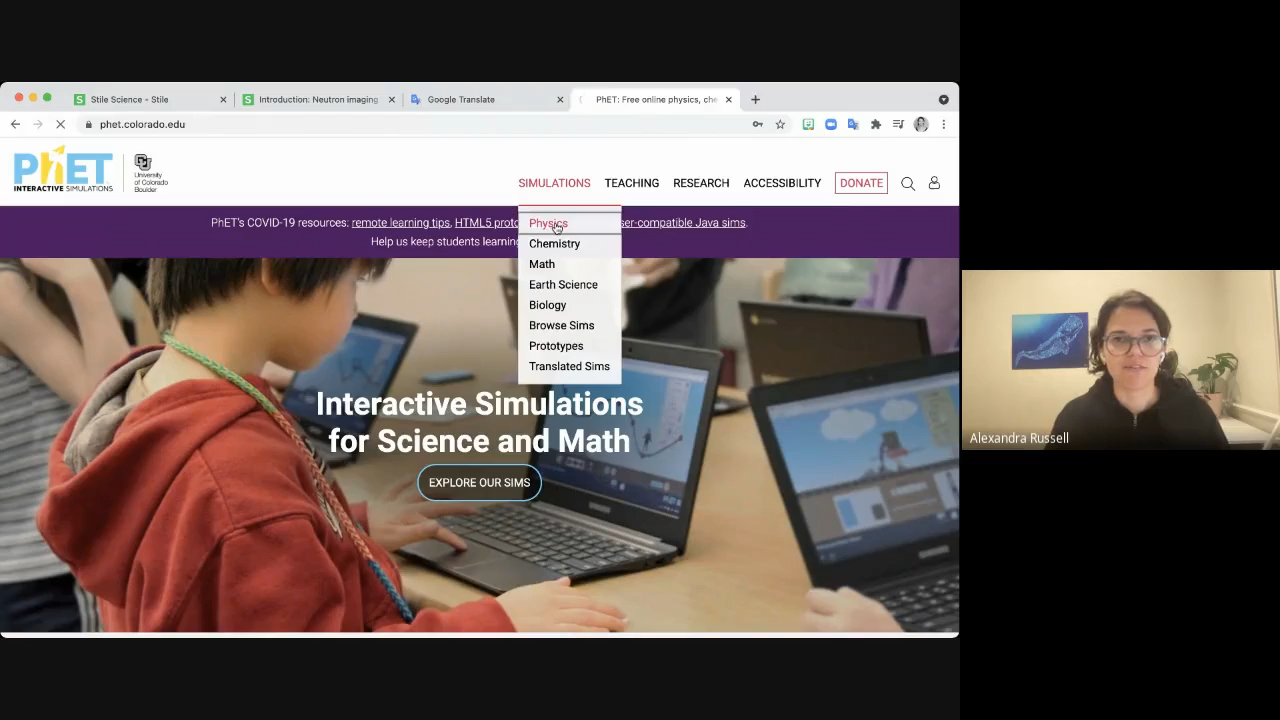 Stile Science - Stile
Introduction: Neutron imaging
Google Translate
PhET: Free online physics, che
phet.colorado.edu
PhET
INTERACTIVE SIMULATIONS
University
of Colorado
Boulder
SIMULATIONS TEACHING RESEARCH ACCESSIBILITY DONATE
PhET's COVID-19 resources: remote learning tips, HTML5 proto ser-compatible Java sims.
Help us keep students learning
Physics
Chemistry
Math
Earth Science
Biology
Browse Sims
Prototypes
Translated Sims
Interactive Simulations
for Science and Math
EXPLORE OUR SIMS
Alexandra Russell